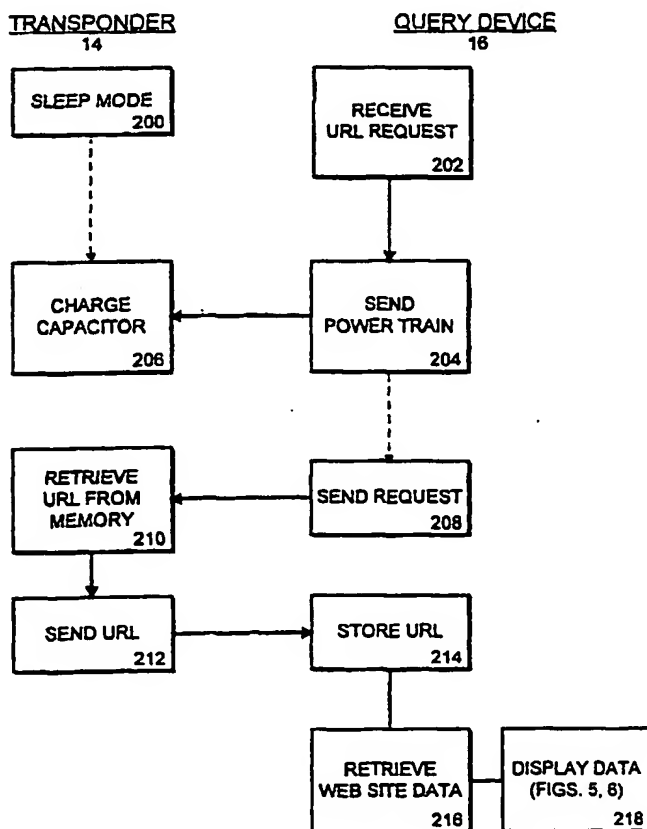 TRANSPONDER
14
QUERY DEVICE
16
SLEEP MODE
200
RECEIVE
URL REQUEST
202
CHARGE
CAPACITOR
206
SEND
POWER TRAIN
204
RETRIEVE
URL FROM
MEMORY
210
SEND REQUEST
208
SEND URL
212
STORE URL
214
RETRIEVE
WEB SITE DATA
216
DISPLAY DATA
(FIGS. 5, 6)
218